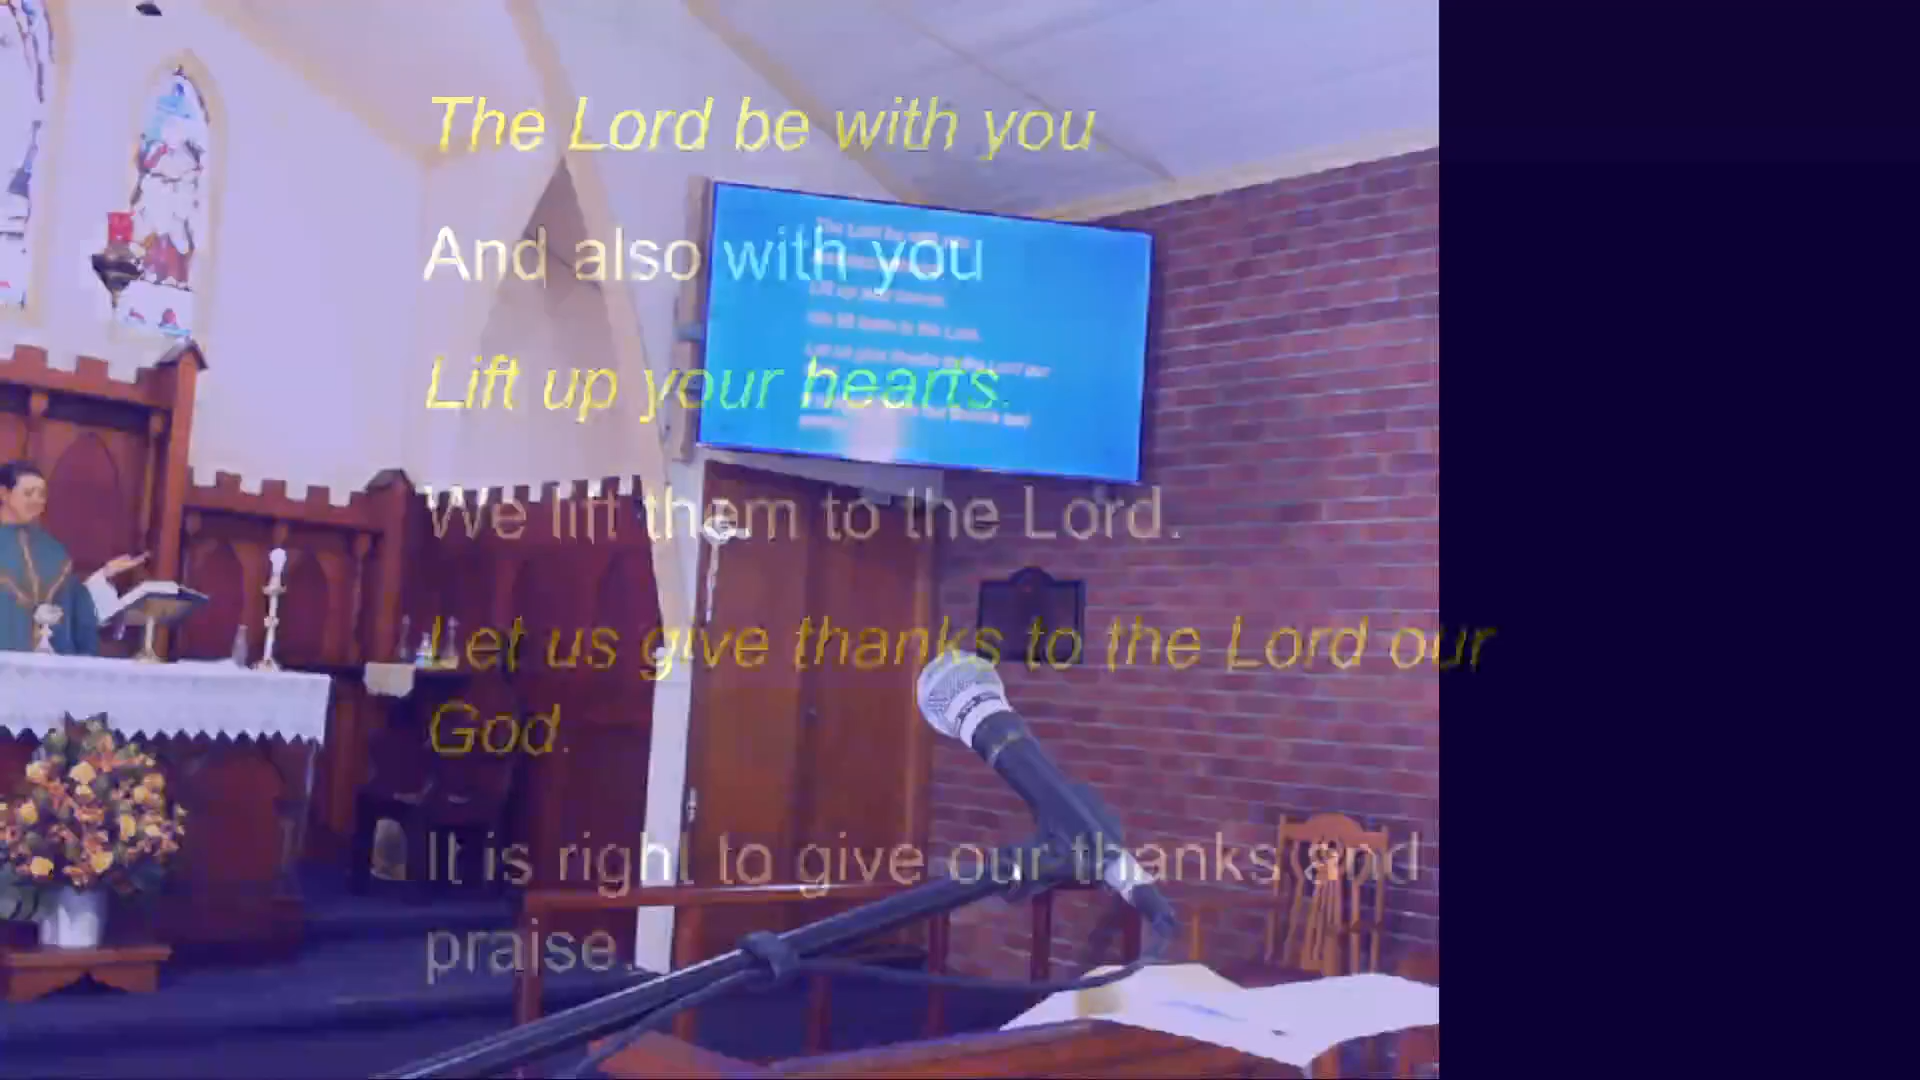 The Lord be with you.
And also with you
Lift up your hearts.
We lift them to the Lord.
Let us give thanks to the Lord our
God.
It is right to give our thanks and
praise.